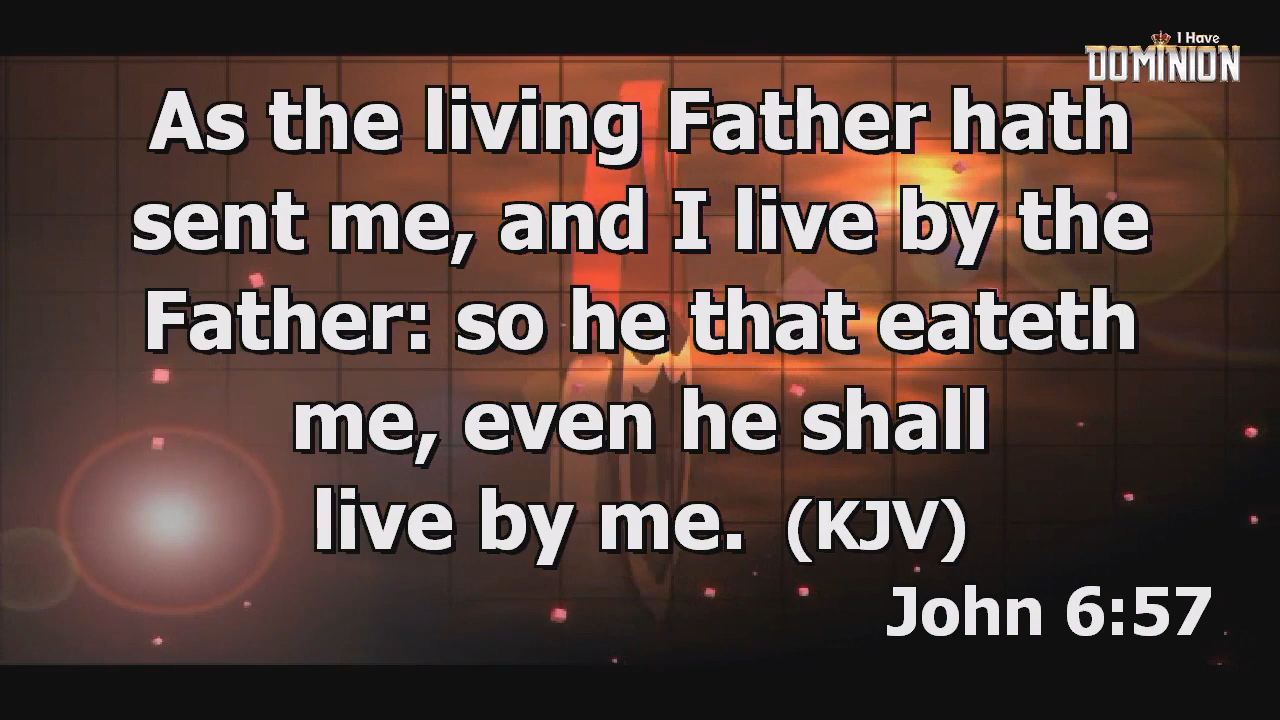 I Have
DOMINION
As the living Father hath
sent me, and I live by the
Father: so he that eateth
me, even he shall
live by me. (KJV)
John 6:57